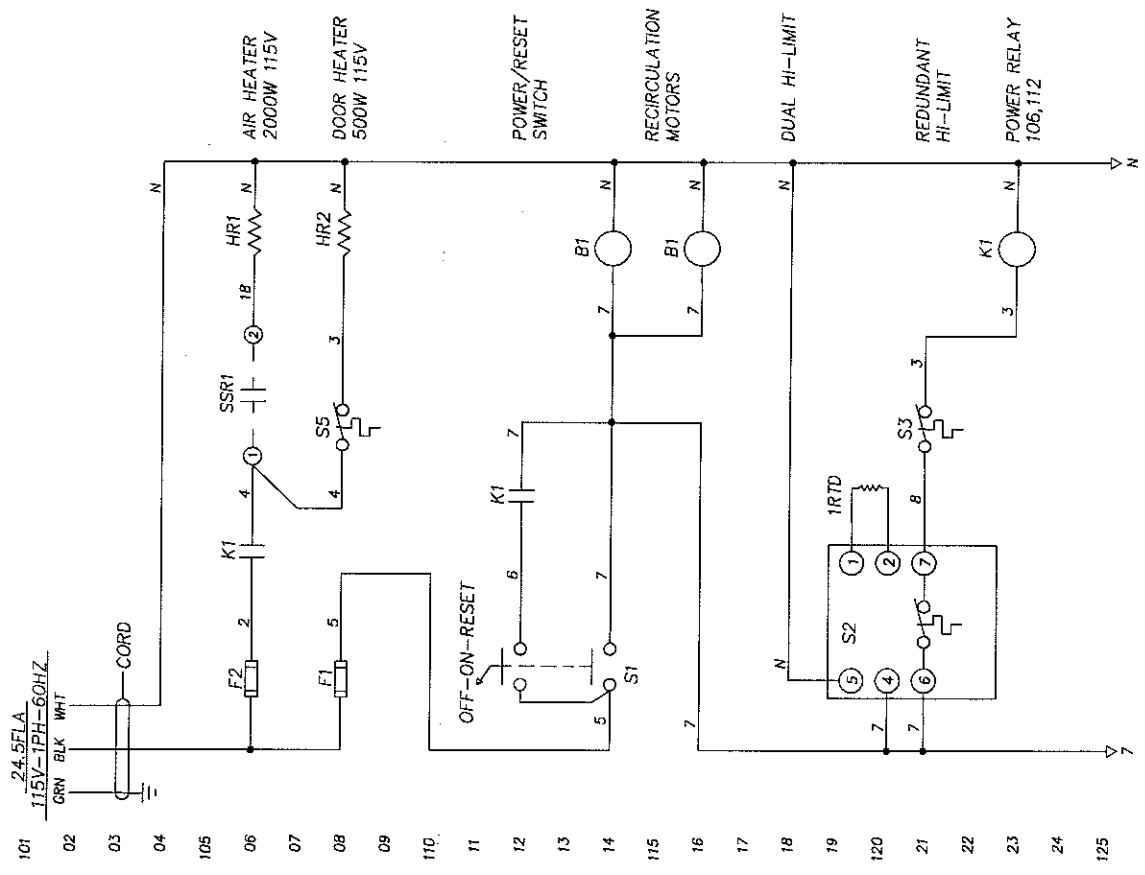 101
24.5FLA
115V-1PH-60HZ
02 GRN BLK WHT
03 CORD
04 N
105
06 F2 2 K1 4 1 SSR1 2 18 HR1 N AIR HEATER
2000W 115V
07
08 F1 5 4 S5 3 HR2 N DOOR HEATER
500W 115V
09
110
11 OFF-ON-RESET
12 6 K1 7 POWER/RESET
SWITCH
13
14 5 S1 7 7 B1 N
115 RECIRCULATION
MOTORS
16 7 7 B1 N
17
18 N N DUAL HI-LIMIT
19 5 S2 1 1RTD
120 7 4 2
21 7 6 7 8 S3 3 REDUNDANT
HI-LIMIT
22
23 3 K1 N POWER RELAY
106,112
24
125 7 N